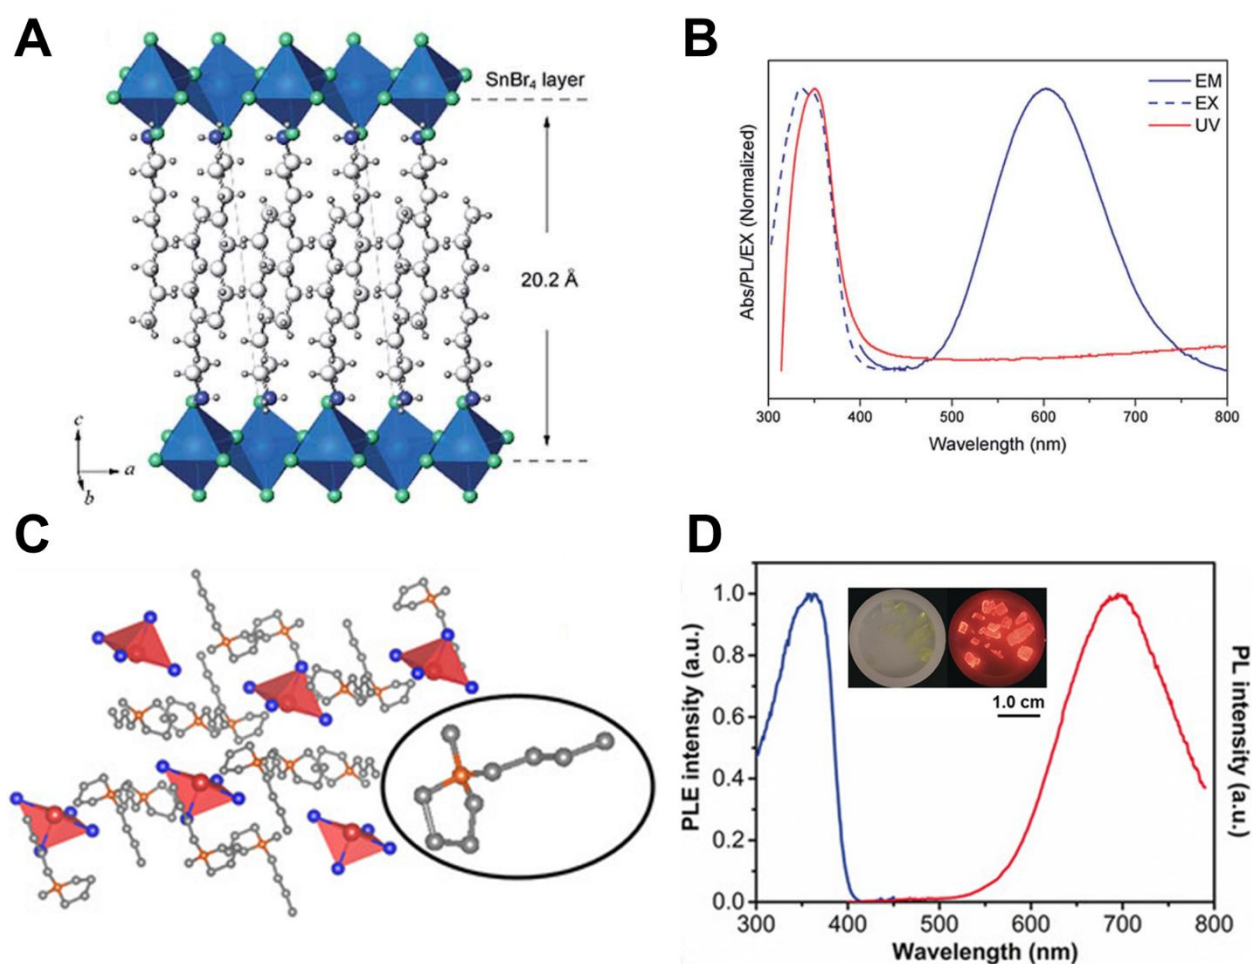 A
SnBr₄ layer
20.2 Å
c
a
b
B
Abs/PL/EX (Normalized)
EM
EX
UV
300 400 500 600 700 800
Wavelength (nm)
C
D
PLE intensity (a.u.)
1.0
0.8
0.6
0.4
0.2
0.0
1.0 cm
PL intensity (a.u.)
300 400 500 600 700 800
Wavelength (nm)